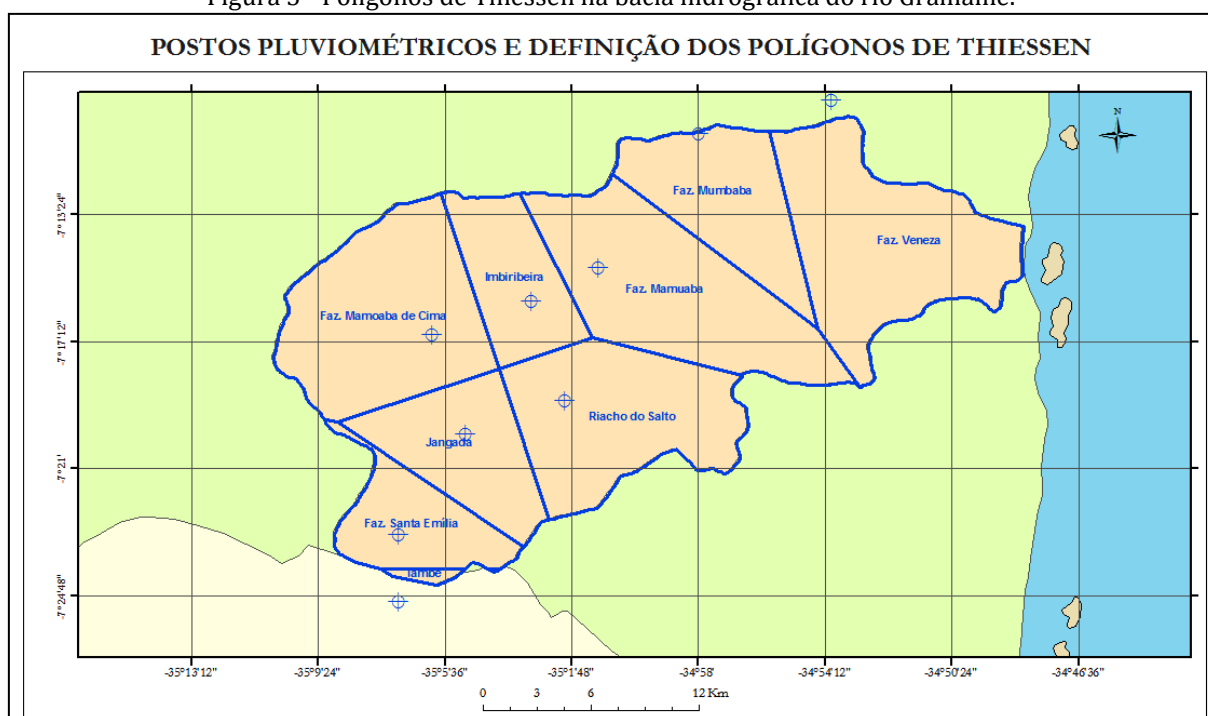 Figura 3 - Polígonos de Thiessen na bacia hidrográfica do rio Gramame.
POSTOS PLUVIOMÉTRICOS E DEFINIÇÃO DOS POLÍGONOS DE THIESSEN
N
Faz. Mumbaba
-7°13'24"
Faz. Veneza
Imbiribeira
Faz. Mamuaba
Faz. Mamoaba de Cima
-7°17'12"
Riacho do Salto
Jangada
-7°21'
Faz. Santa Emília
També
-7°24'48"
-35°13'12" -35°9'24" -35°5'36" -35°1'48" -34°58' -34°54'12" -34°50'24" -34°46'36"
0 3 6 12 Km